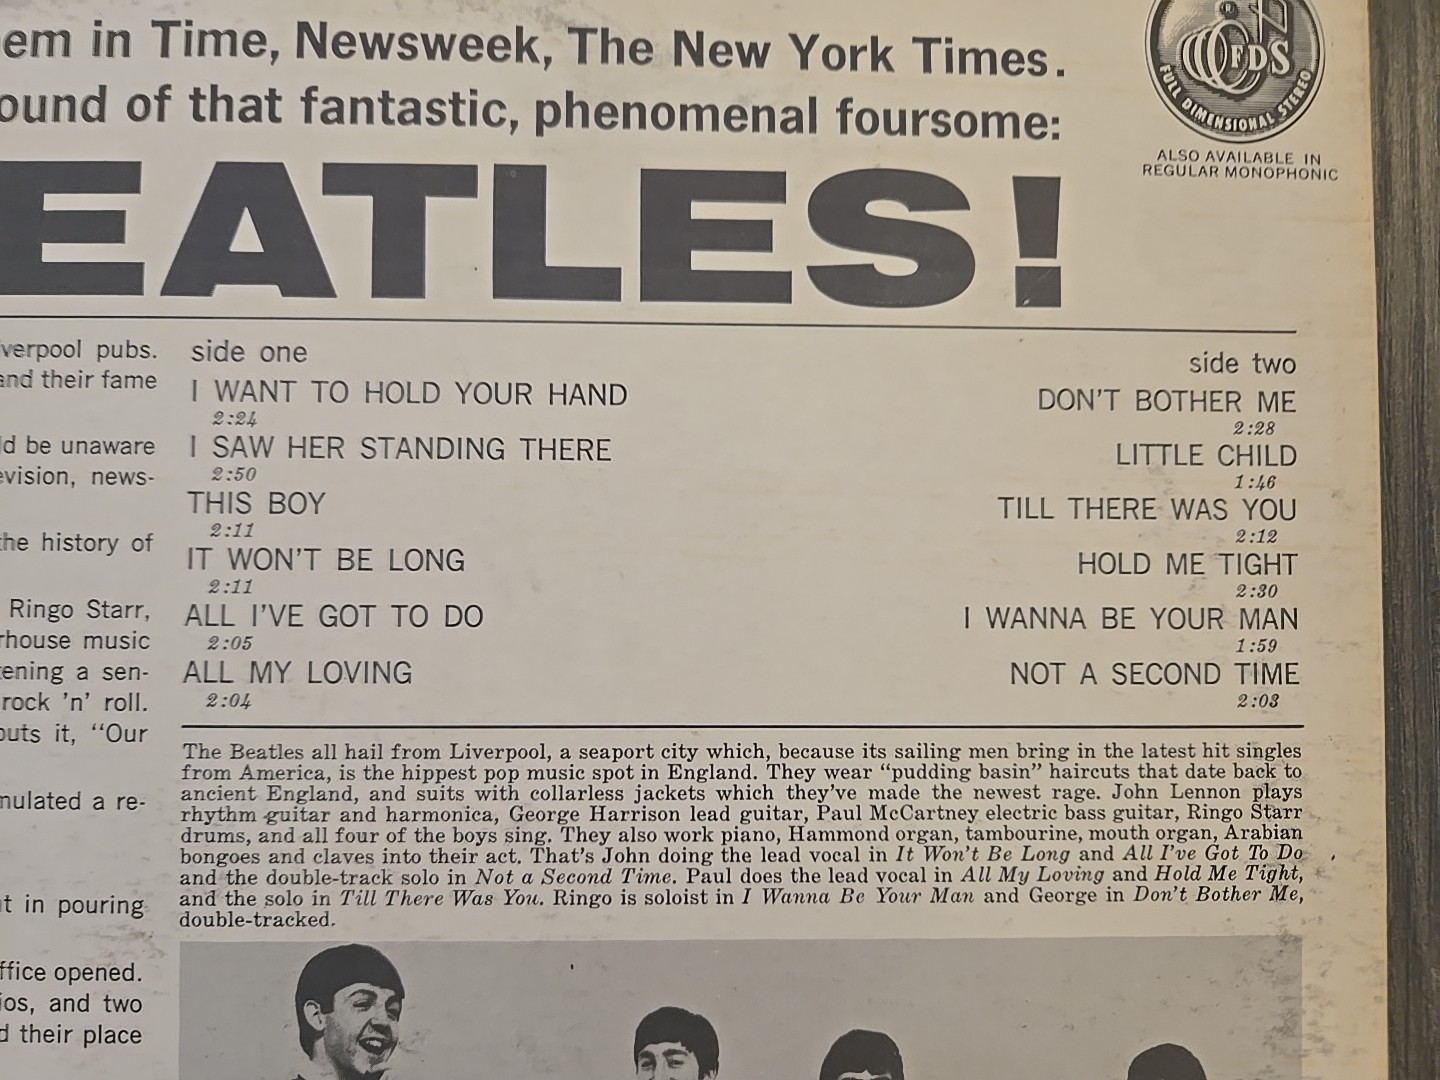 em in Time, Newsweek, The New York Times.
ound of that fantastic, phenomenal foursome:
EATLES!
FDS
FULL DIMENSIONAL STEREO
ALSO AVAILABLE IN
REGULAR MONOPHONIC
verpool pubs.
and their fame
d be unaware
evision, news-
the history of
Ringo Starr,
rhouse music
tening a sen-
rock 'n' roll.
outs it, “Our
mulated a re-
t in pouring
ffice opened.
ios, and two
d their place
side one
I WANT TO HOLD YOUR HAND
2:24
I SAW HER STANDING THERE
2:50
THIS BOY
2:11
IT WON'T BE LONG
2:11
ALL I'VE GOT TO DO
2:05
ALL MY LOVING
2:04
side two
DON'T BOTHER ME
2:28
LITTLE CHILD
1:46
TILL THERE WAS YOU
2:12
HOLD ME TIGHT
2:30
I WANNA BE YOUR MAN
1:59
NOT A SECOND TIME
2:03
The Beatles all hail from Liverpool, a seaport city which, because its sailing men bring in the latest hit singles
from America, is the hippest pop music spot in England. They wear “pudding basin” haircuts that date back to
ancient England, and suits with collarless jackets which they've made the newest rage. John Lennon plays
rhythm guitar and harmonica, George Harrison lead guitar, Paul McCartney electric bass guitar, Ringo Starr
drums, and all four of the boys sing. They also work piano, Hammond organ, tambourine, mouth organ, Arabian
bongoes and claves into their act. That's John doing the lead vocal in It Won't Be Long and All I've Got To Do
and the double-track solo in Not a Second Time. Paul does the lead vocal in All My Loving and Hold Me Tight,
and the solo in Till There Was You. Ringo is soloist in I Wanna Be Your Man and George in Don't Bother Me,
double-tracked.